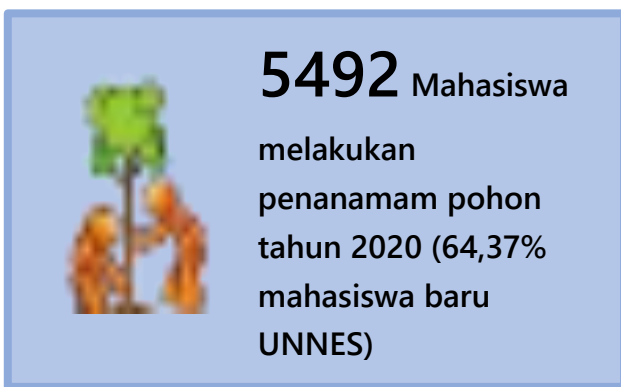 5492 Mahasiswa
melakukan
penanamam pohon
tahun 2020 (64,37%
mahasiswa baru
UNNES)